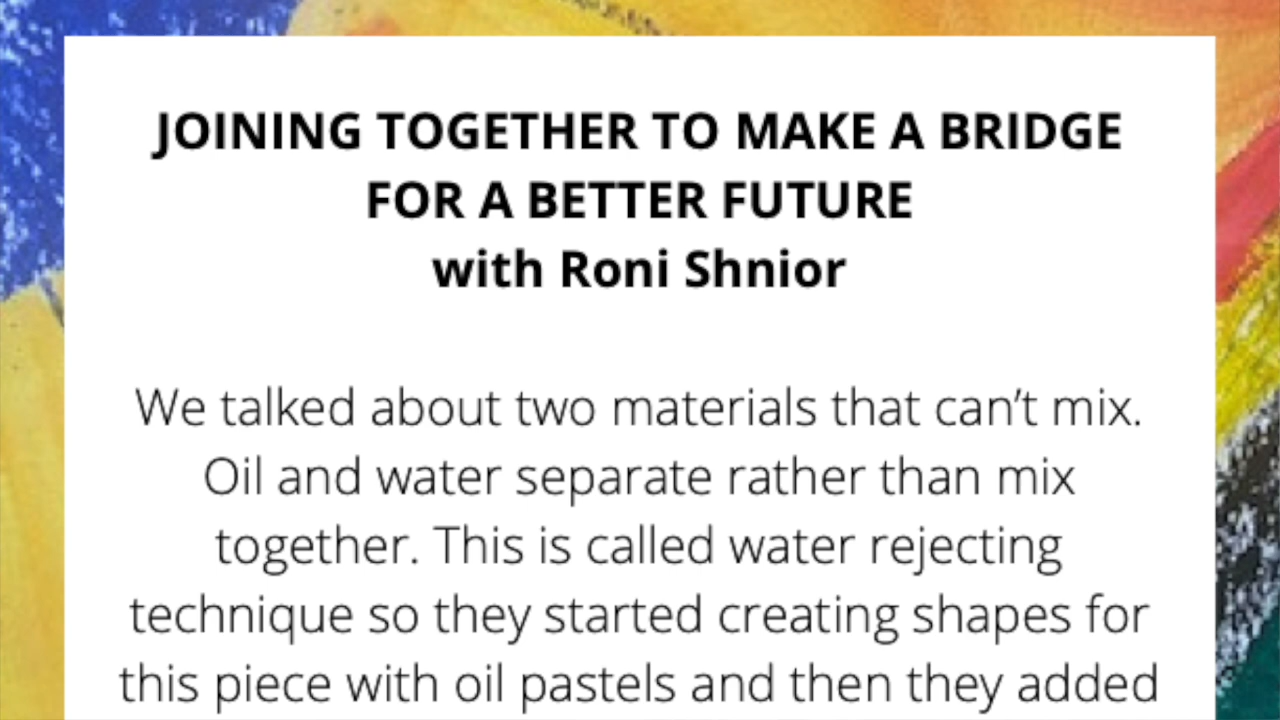 JOINING TOGETHER TO MAKE A BRIDGE
FOR A BETTER FUTURE
with Roni Shnior
We talked about two materials that can’t mix.
Oil and water separate rather than mix
together. This is called water rejecting
technique so they started creating shapes for
this piece with oil pastels and then they added